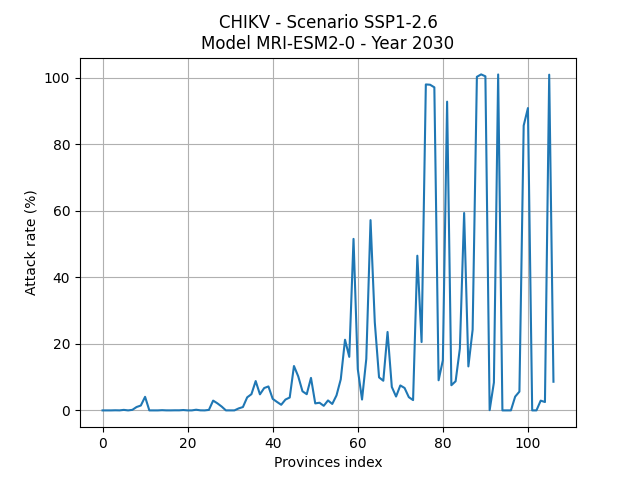 CHIKV - Scenario SSP1-2.6
Model MRI-ESM2-0 - Year 2030
Attack rate (%)
100
80
60
40
20
0
0 20 40 60 80 100
Provinces index